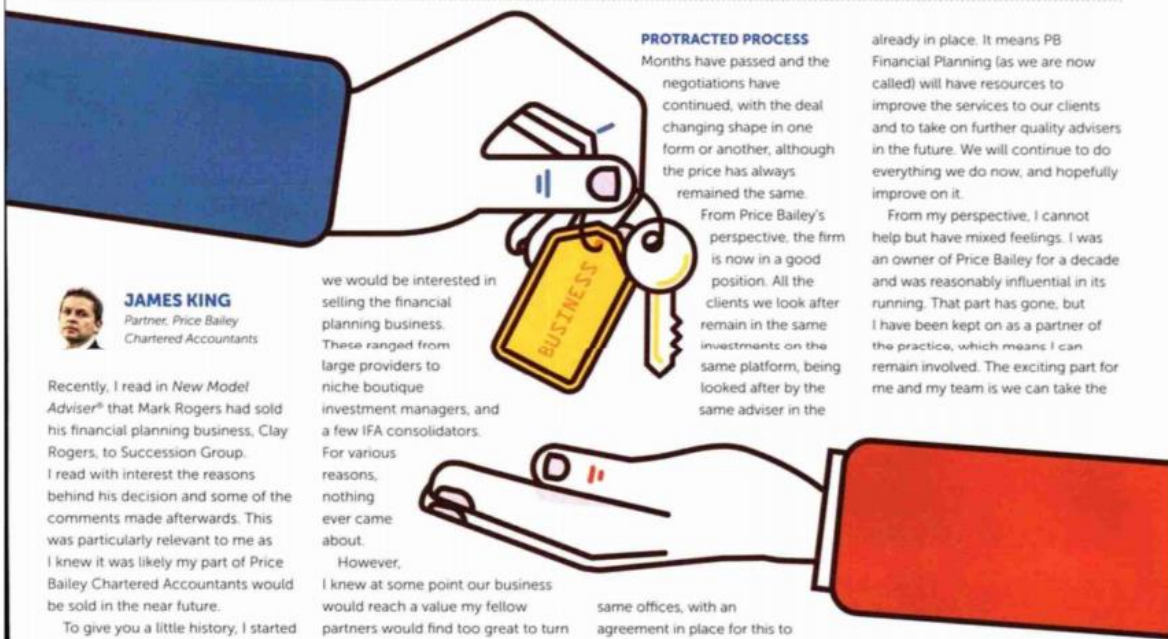 JAMES KING
Partner, Price Bailey
Chartered Accountants
Recently, I read in New Model
Adviser® that Mark Rogers had sold
his financial planning business, Clay
Rogers, to Succession Group.
I read with interest the reasons
behind his decision and some of the
comments made afterwards. This
was particularly relevant to me as
I knew it was likely my part of Price
Bailey Chartered Accountants would
be sold in the near future.
To give you a little history, I started
we would be interested in
selling the financial
planning business.
These ranged from
large providers to
niche boutique
investment managers, and
a few IFA consolidators.
For various
reasons,
nothing
ever came
about.
However,
I knew at some point our business
would reach a value my fellow
partners would find too great to turn
BUSINESS
PROTRACTED PROCESS
Months have passed and the
negotiations have
continued, with the deal
changing shape in one
form or another, although
the price has always
remained the same.
From Price Bailey's
perspective, the firm
is now in a good
position. All the
clients we look after
remain in the same
investments on the
same platform, being
looked after by the
same adviser in the
same offices, with an
agreement in place for this to
already in place. It means PB
Financial Planning (as we are now
called) will have resources to
improve the services to our clients
and to take on further quality advisers
in the future. We will continue to do
everything we do now, and hopefully
improve on it.
From my perspective, I cannot
help but have mixed feelings. I was
an owner of Price Bailey for a decade
and was reasonably influential in its
running. That part has gone, but
I have been kept on as a partner of
the practice, which means I can
remain involved. The exciting part for
me and my team is we can take the